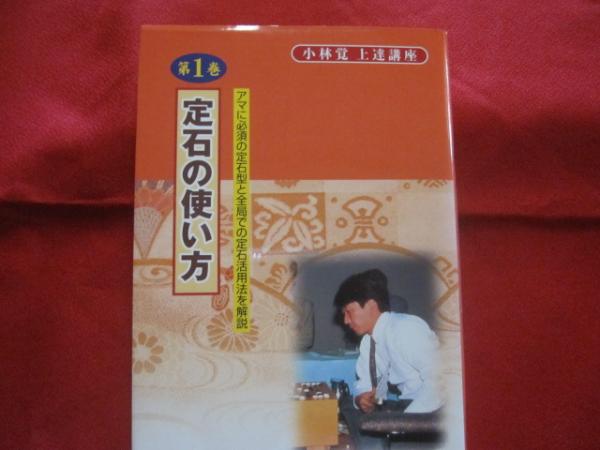 小林覚 上達講座
第1巻
定石の使い方
アマに必須の定石型と全局での定石活用法を解説